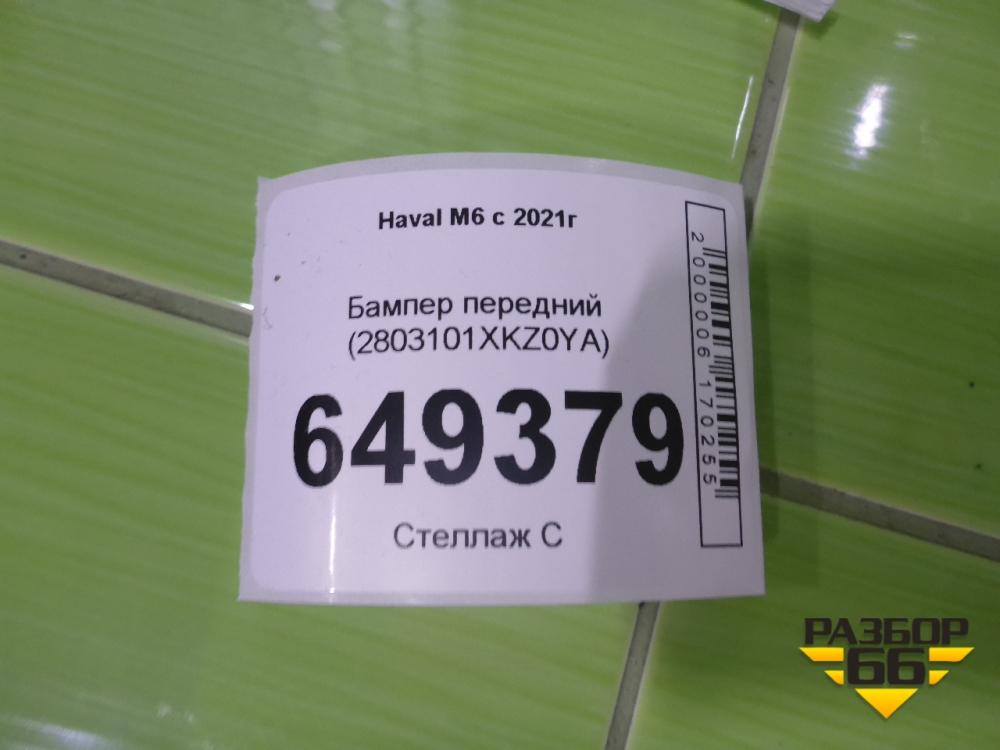 Haval M6 с 2021г
Бампер передний
(2803101XKZ0YA)
649379
Стеллаж С
2000006170255
РАЗБОР
66